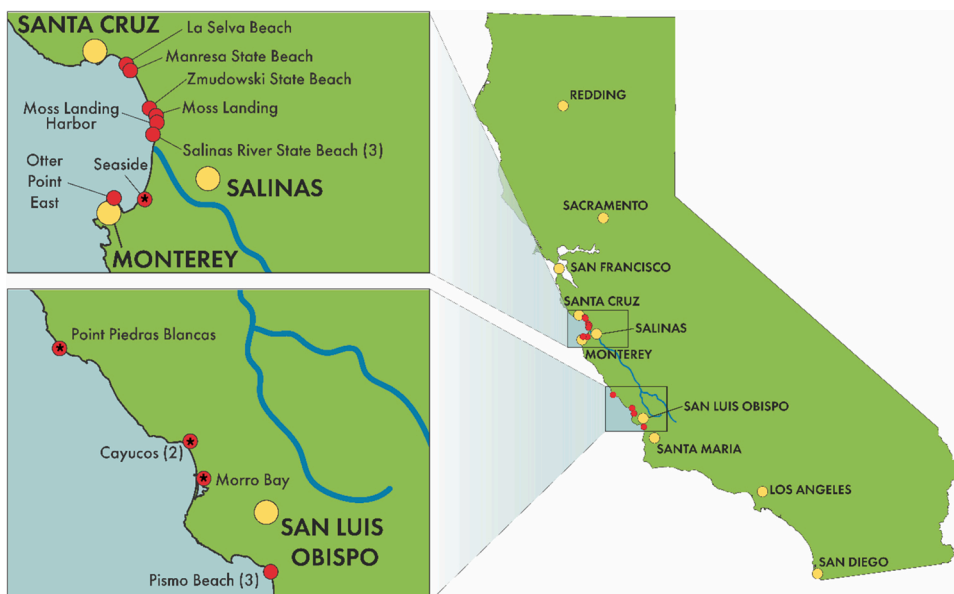 SANTA CRUZ
La Selva Beach
Manresa State Beach
Zmudowski State Beach
Moss Landing
Harbor
Moss Landing
Salinas River State Beach (3)
Otter
Point
East
Seaside
SALINAS
MONTEREY
Point Piedras Blancas
Cayucos (2)
Morro Bay
SAN LUIS
OBISPO
Pismo Beach (3)
REDDING
SACRAMENTO
SAN FRANCISCO
SANTA CRUZ
SALINAS
MONTEREY
SAN LUIS OBISPO
SANTA MARIA
LOS ANGELES
SAN DIEGO